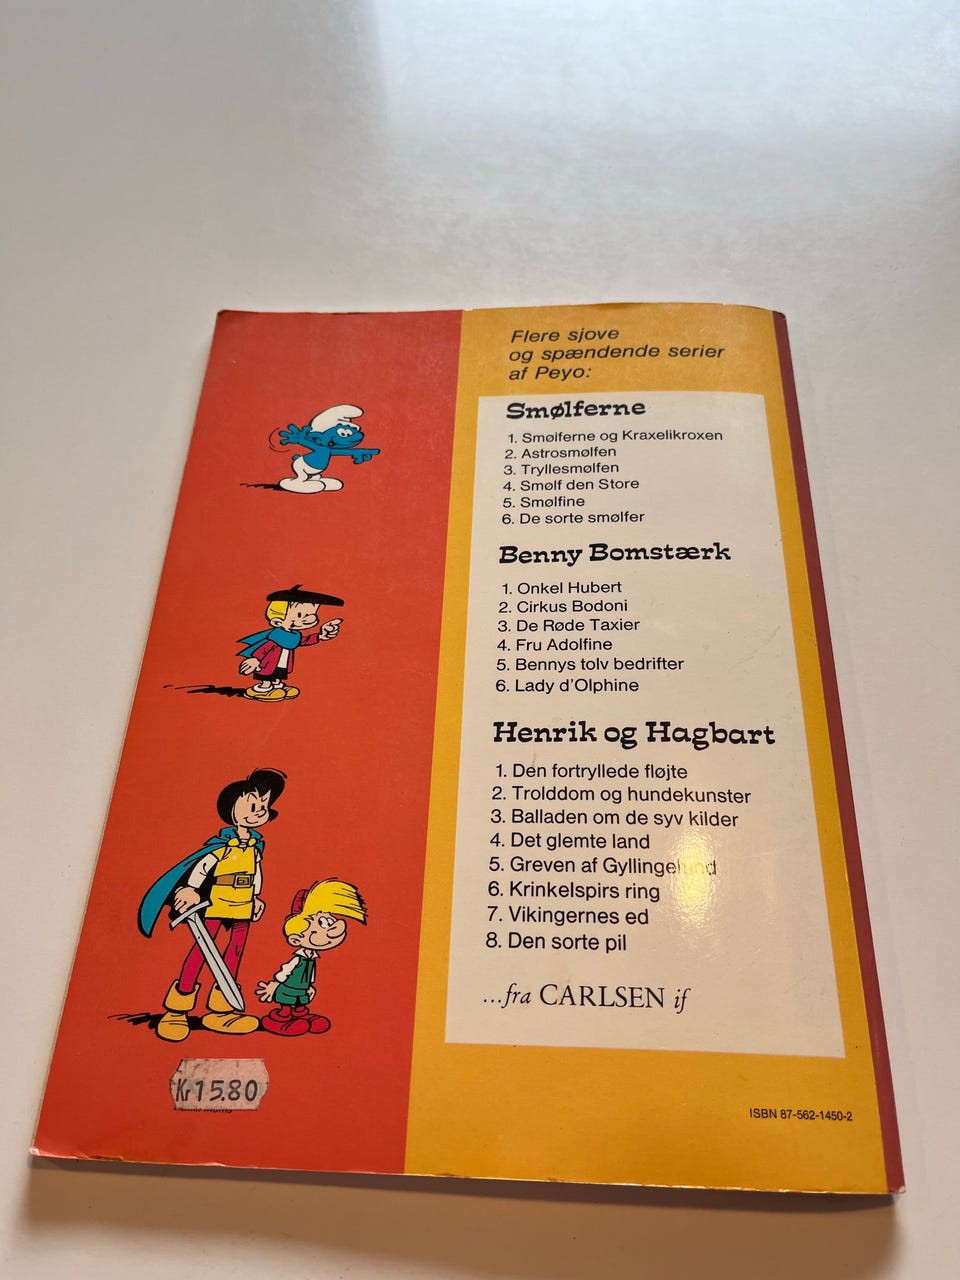 Flere sjove
og spændende serier
af Peyo:
Smølferne
1. Smølferne og Kraxelikroxen
2. Astrosmølfen
3. Tryllesmølfen
4. Smølf den Store
5. Smølfine
6. De sorte smølfer
Benny Bomstærk
1. Onkel Hubert
2. Cirkus Bodoni
3. De Røde Taxier
4. Fru Adolfine
5. Bennys tolv bedrifter
6. Lady d'Olphine
Henrik og Hagbart
1. Den fortryllede fløjte
2. Trolddom og hundekunster
3. Balladen om de syv kilder
4. Det glemte land
5. Greven af Gyllingelund
6. Krinkelspirs ring
7. Vikingernes ed
8. Den sorte pil
...fra CARLSEN if
Kr 15.80
ISBN 87-562-1450-2